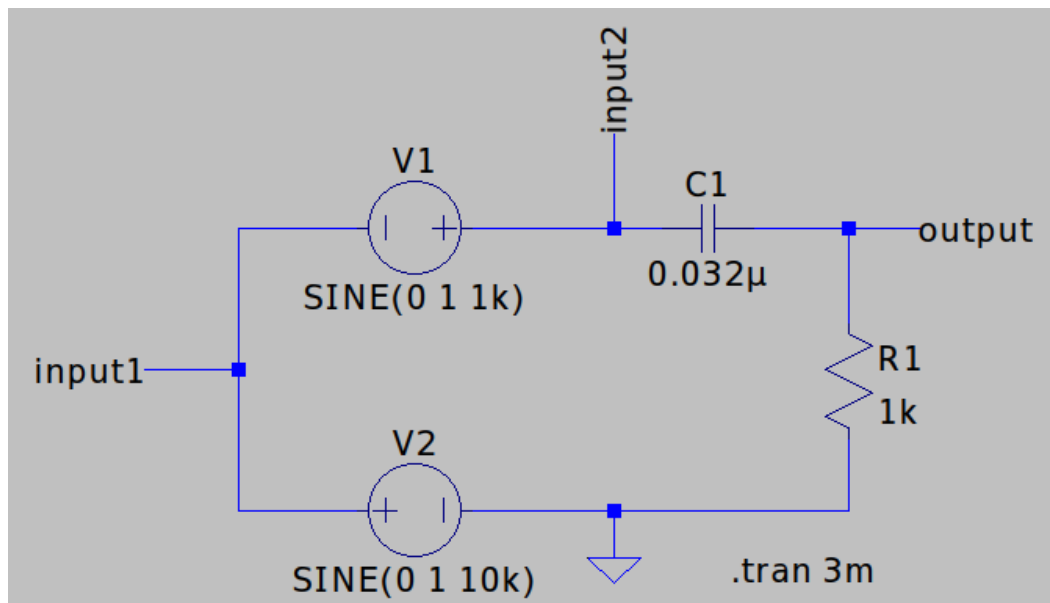 input2
V1
C1
SINE(0 1 1k)
0.032µ
output
input1
R1
1k
V2
SINE(0 1 10k)
.tran 3m